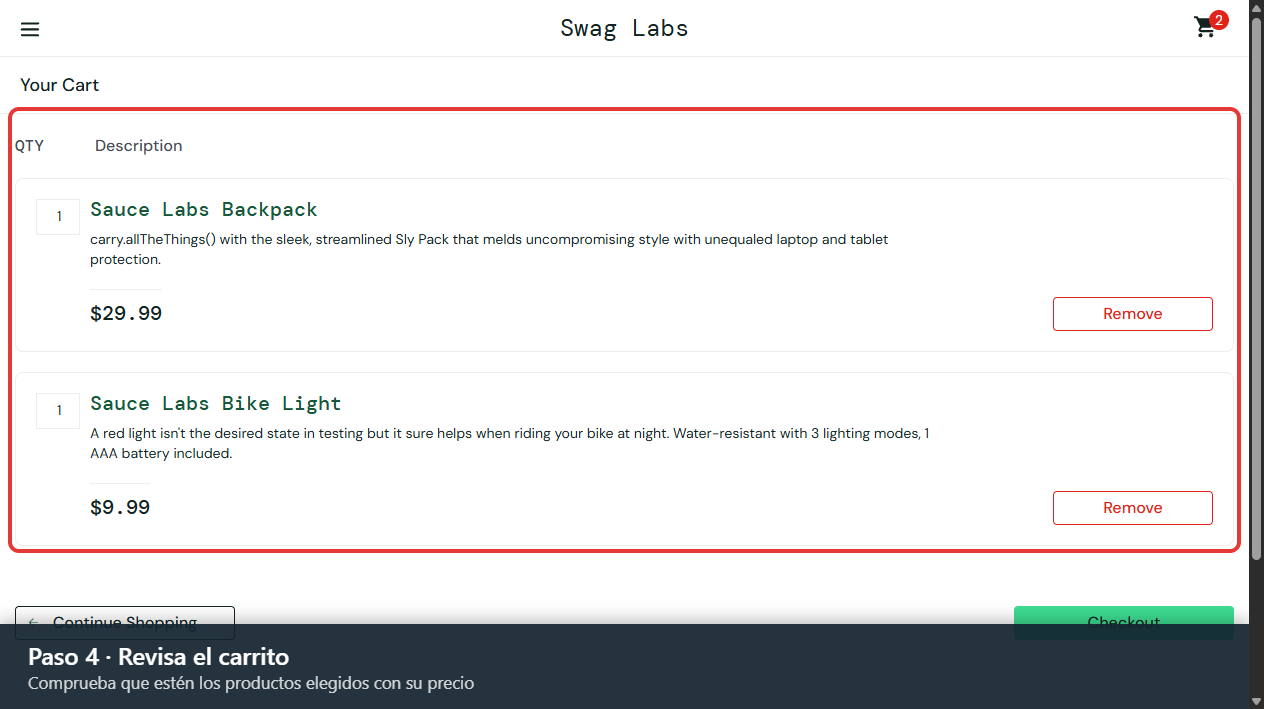 Swag Labs
2
Your Cart
QTY Description
1
Sauce Labs Backpack
carry.allTheThings() with the sleek, streamlined Sly Pack that melds uncompromising style with unequaled laptop and tablet
protection.
$29.99
Remove
1
Sauce Labs Bike Light
A red light isn't the desired state in testing but it sure helps when riding your bike at night. Water-resistant with 3 lighting modes, 1
AAA battery included.
$9.99
Remove
Continue Shopping
Checkout
Paso 4 · Revisa el carrito
Comprueba que estén los productos elegidos con su precio